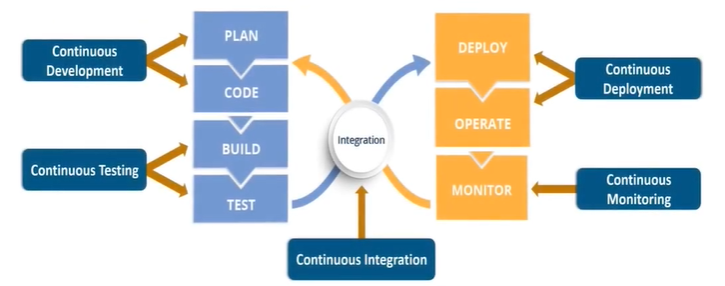 Continuous
Development
PLAN
CODE
Continuous Testing
BUILD
TEST
Integration
Continuous Integration
DEPLOY
OPERATE
MONITOR
Continuous
Deployment
Continuous
Monitoring